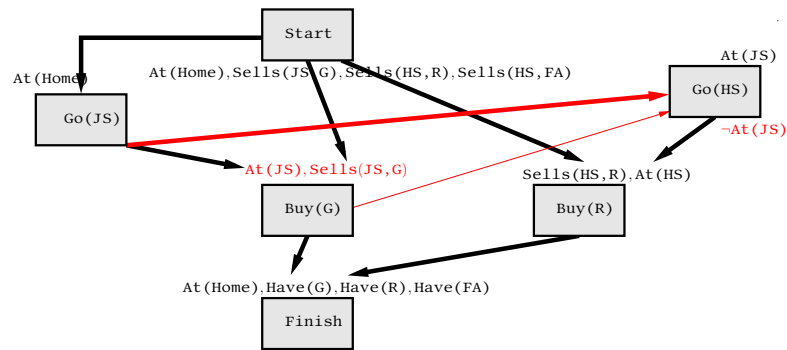 Start
At(JS)
At(Home),Sells(JS,G),Sells(HS,R),Sells(HS,FA)
At(Home)
Go(HS)
Go(JS)
¬At(JS)
At(JS),Sells(JS,G)
Sells(HS,R),At(HS)
Buy(G)
Buy(R)
At(Home),Have(G),Have(R),Have(FA)
Finish